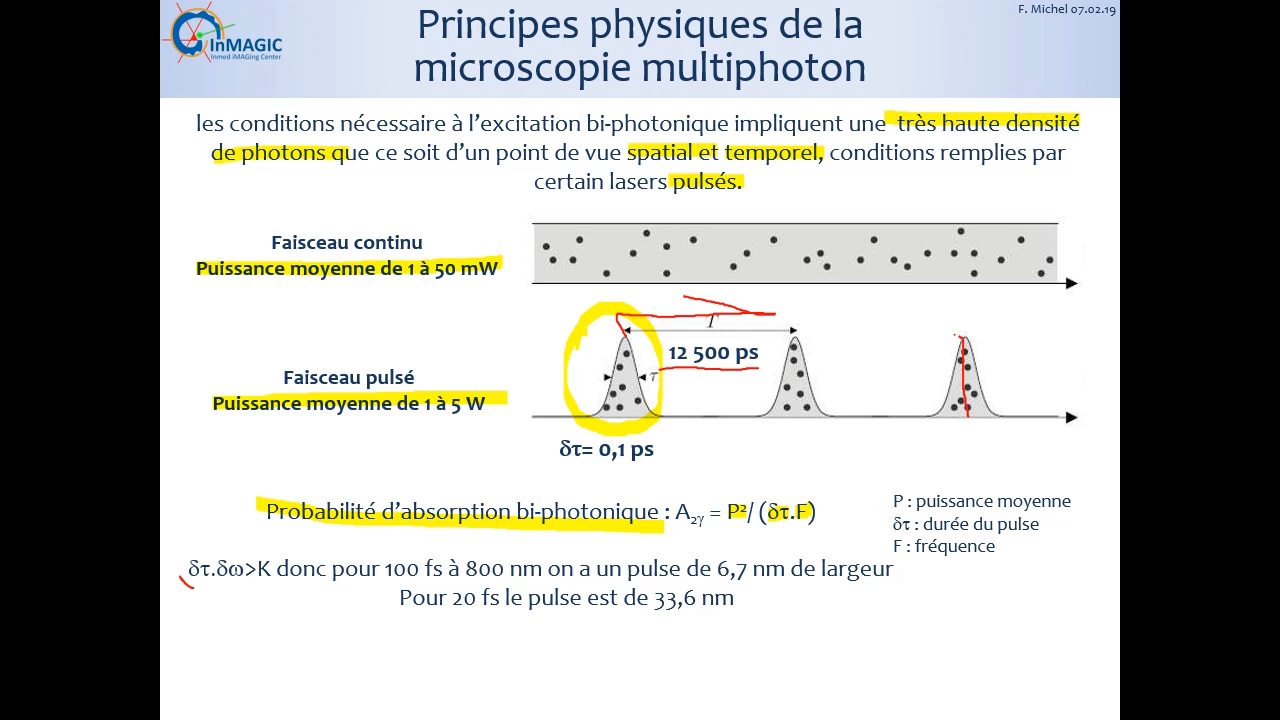 F. Michel 07.02.19
InMAGIC
Inmed iMAGing Center
Principes physiques de la
microscopie multiphoton
les conditions nécessaire à l’excitation bi-photonique impliquent une très haute densité
de photons que ce soit d’un point de vue spatial et temporel, conditions remplies par
certain lasers pulsés.
Faisceau continu
Puissance moyenne de 1 à 50 mW
T
12 500 ps
Faisceau pulsé
τ
Puissance moyenne de 1 à 5 W
δτ= 0,1 ps
Probabilité d’absorption bi-photonique : A₂γ = P²/ (δτ.F)
P : puissance moyenne
δτ : durée du pulse
F : fréquence
δτ.δω>K donc pour 100 fs à 800 nm on a un pulse de 6,7 nm de largeur
Pour 20 fs le pulse est de 33,6 nm